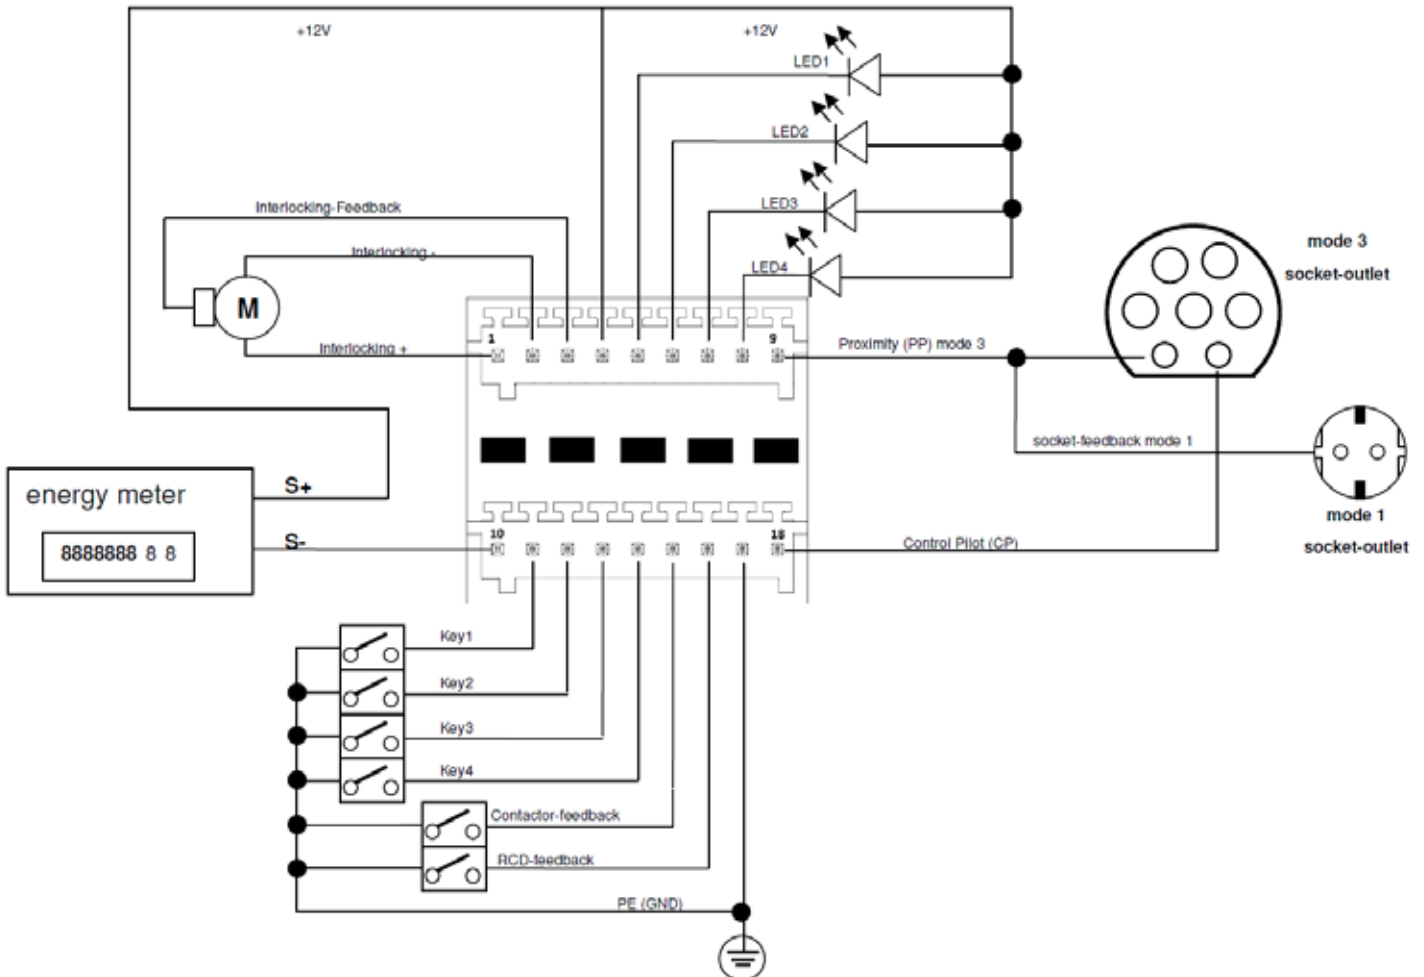 +12V
+12V
LED1
LED2
LED3
LED4
Interlocking-Feedback
Interlocking -
M
Interlocking +
1
9
Proximity (PP) mode 3
mode 3
socket-outlet
socket-feedback mode 1
mode 1
socket-outlet
energy meter
8888888 8 8
S+
S-
10
18
Control Pilot (CP)
Key1
Key2
Key3
Key4
Contactor-feedback
RCD-feedback
PE (GND)